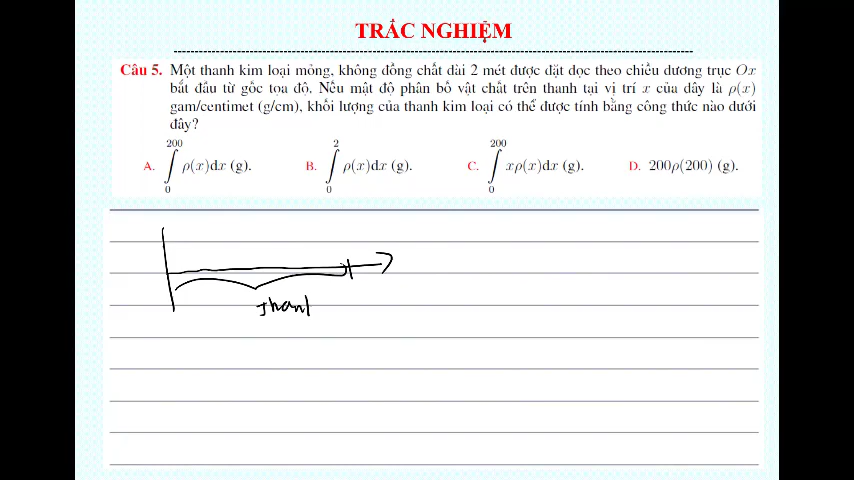 TRẮC NGHIỆM
Câu 5. Một thanh kim loại mỏng, không đồng chất dài 2 mét được đặt dọc theo chiều dương trục Ox
bắt đầu từ gốc tọa độ. Nếu mật độ phân bố vật chất trên thanh tại vị trí x của dây là ρ(x)
gam/centimet (g/cm), khối lượng của thanh kim loại có thể được tính bằng công thức nào dưới
đây?
A. ∫₀²⁰⁰ ρ(x)dx (g). B. ∫₀² ρ(x)dx (g). C. ∫₀²⁰⁰ xρ(x)dx (g). D. 200ρ(200) (g).
thanh